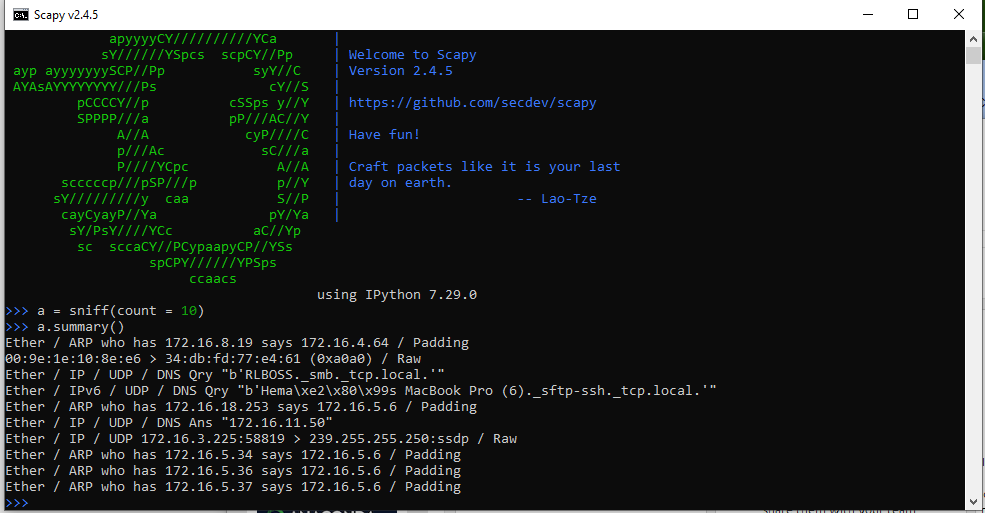 Scapy v2.4.5
apyyyyCY//////////YCa |
sY//////YSpcs scpCY//Pp | Welcome to Scapy
ayp ayyyyyyySCP//Pp syY//C | Version 2.4.5
AYAsAYYYYYYYY///Ps cY//S |
pCCCCY//p cSSps y//Y | https://github.com/secdev/scapy
SPPPP///a pP///AC//Y |
A//A cyP////C | Have fun!
p///Ac sC///a |
P////YCpc A//A | Craft packets like it is your last
scccccp///pSP///p p//Y | day on earth.
sY/////////y caa S//P | -- Lao-Tze
cayCyayP//Ya pY/Ya |
sY/PsY////YCc aC//Yp
sc sccaCY//PCypaapyCP//YSs
spCPY//////YPSps
ccaacs
using IPython 7.29.0
>>> a = sniff(count = 10)
>>> a.summary()
Ether / ARP who has 172.16.8.19 says 172.16.4.64 / Padding
00:9e:1e:10:8e:e6 > 34:db:fd:77:e4:61 (0xa0a0) / Raw
Ether / IP / UDP / DNS Qry "b'RLBOSS._smb._tcp.local.'"
Ether / IPv6 / UDP / DNS Qry "b'Hema\xe2\x80\x99s MacBook Pro (6)._sftp-ssh._tcp.local.'"
Ether / ARP who has 172.16.18.253 says 172.16.5.6 / Padding
Ether / IP / UDP / DNS Ans "172.16.11.50"
Ether / IP / UDP 172.16.3.225:58819 > 239.255.255.250:ssdp / Raw
Ether / ARP who has 172.16.5.34 says 172.16.5.6 / Padding
Ether / ARP who has 172.16.5.36 says 172.16.5.6 / Padding
Ether / ARP who has 172.16.5.37 says 172.16.5.6 / Padding
>>>